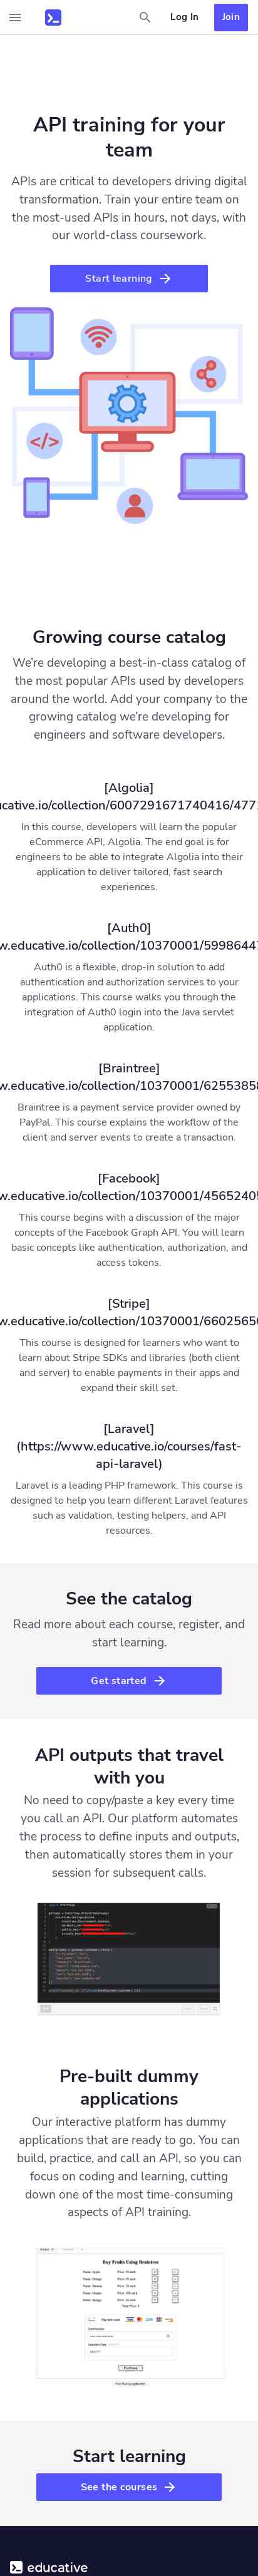 Log In
Join
API training for your
team
APIs are critical to developers driving digital
transformation. Train your entire team on
the most-used APIs in hours, not days, with
our world-class coursework.
Start learning
</>
Growing course catalog
We're developing a best-in-class catalog of
the most popular APIs used by developers
around the world. Add your company to the
growing catalog we're developing for
engineers and software developers.
[Algolia]
ucative.io/collection/6007291671740416/477
In this course, developers will learn the popular
eCommerce API, Algolia. The end goal is for
engineers to be able to integrate Algolia into their
application to deliver tailored, fast search
experiences.
[Auth0]
w.educative.io/collection/10370001/5998644
Auth0 is a flexible, drop-in solution to add
authentication and authorization services to your
applications. This course walks you through the
integration of Auth0 login into the Java servlet
application.
[Braintree]
w.educative.io/collection/10370001/6255385
Braintree is a payment service provider owned by
PayPal. This course explains the workflow of the
client and server events to create a transaction.
[Facebook]
w.educative.io/collection/10370001/4565240
This course begins with a discussion of the major
concepts of the Facebook Graph API. You will learn
basic concepts like authentication, authorization, and
access tokens.
[Stripe]
w.educative.io/collection/10370001/6602565
This course is designed for learners who want to
learn about Stripe SDKs and libraries (both client
and server) to enable payments in their apps and
expand their skill set.
[Laravel]
(https://www.educative.io/courses/fast-
api-laravel)
Laravel is a leading PHP framework. This course is
designed to help you learn different Laravel features
such as validation, testing helpers, and API
resources.
See the catalog
Read more about each course, register, and
start learning.
Get started
API outputs that travel
with you
No need to copy/paste a key every time
you call an API. Our platform automates
the process to define inputs and outputs,
then automatically stores them in your
session for subsequent calls.
Pre-built dummy
applications
Our interactive platform has dummy
applications that are ready to go. You can
build, practice, and call an API, so you can
focus on coding and learning, cutting
down one of the most time-consuming
aspects of API training.
Buy Fruits Using Braintree
Start learning
See the courses
educative